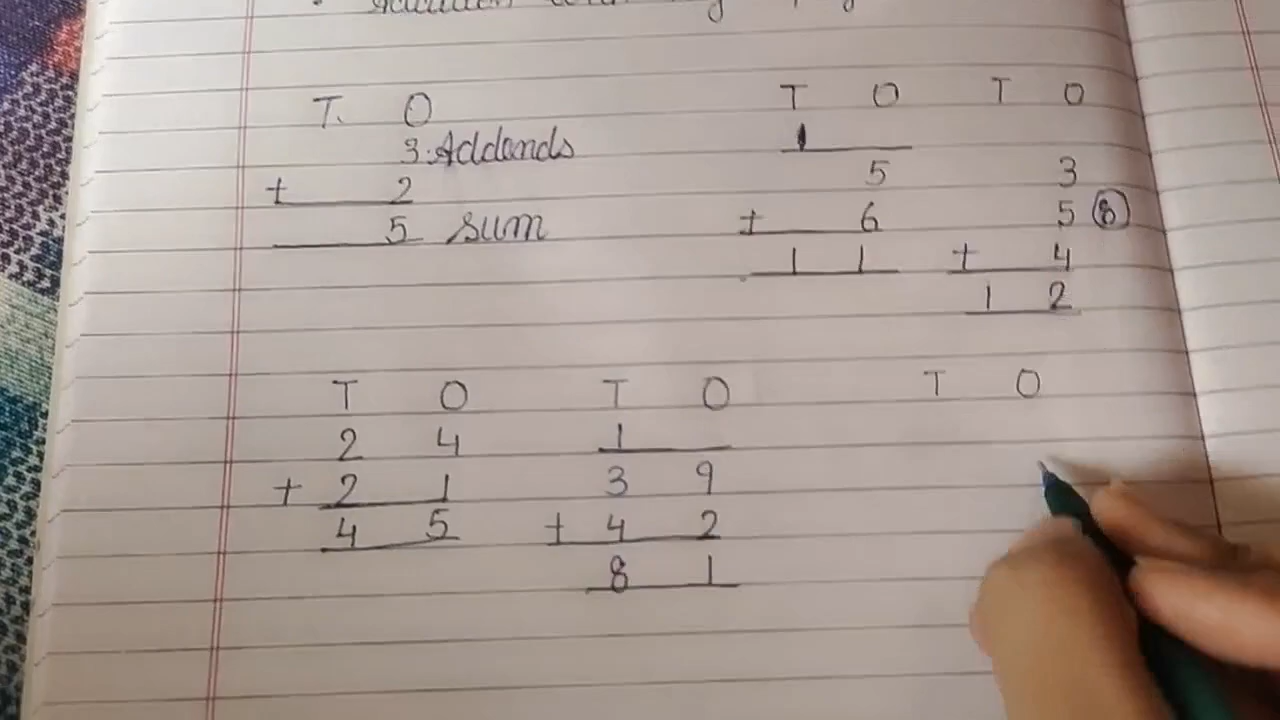 Addition
T. O
3. Addends
+ 2
5 sum
T O
1
5
+ 6
1 1
T O
3
5 8
+ 4
1 2
T O
2 4
+ 2 1
4 5
T O
1
3 9
+ 4 2
8 1
T O